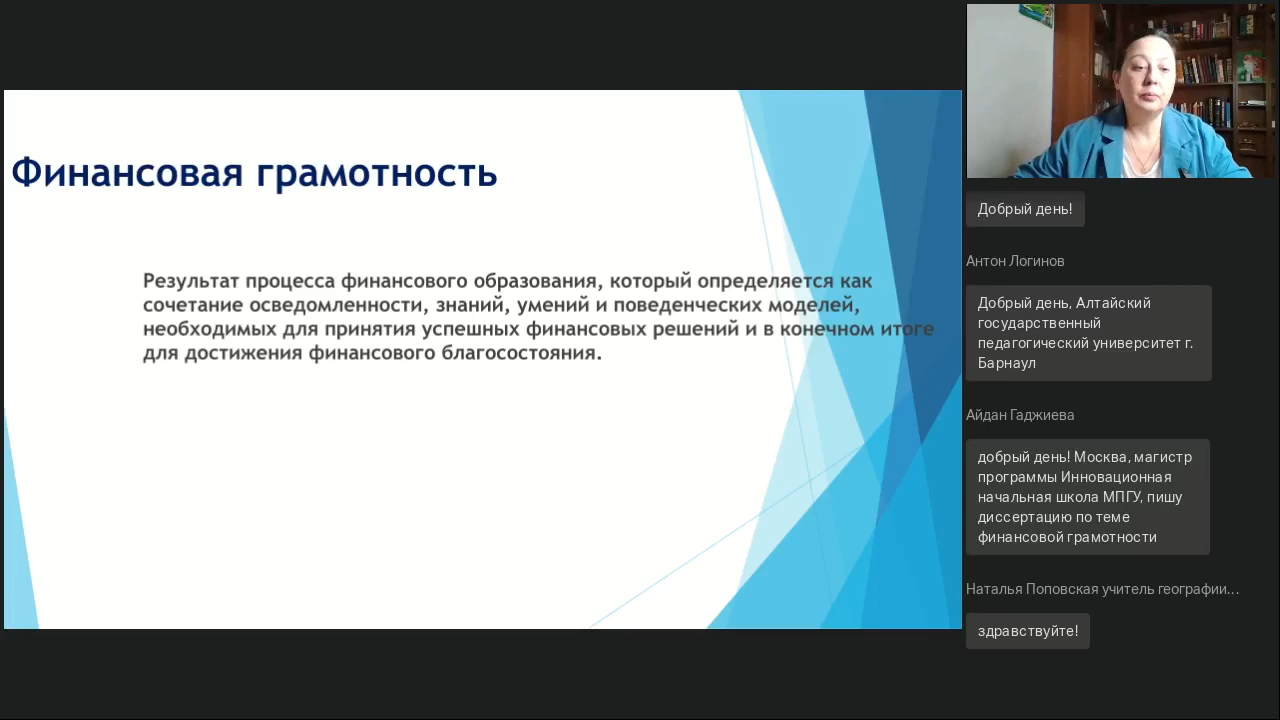 Финансовая грамотность
Результат процесса финансового образования, который определяется как
сочетание осведомленности, знаний, умений и поведенческих моделей,
необходимых для принятия успешных финансовых решений и в конечном итоге
для достижения финансового благосостояния.
Добрый день!
Антон Логинов
Добрый день, Алтайский
государственный
педагогический университет г.
Барнаул
Айдан Гаджиева
добрый день! Москва, магистр
программы Инновационная
начальная школа МПГУ, пишу
диссертацию по теме
финансовой грамотности
Наталья Поповская учитель географии...
здравствуйте!